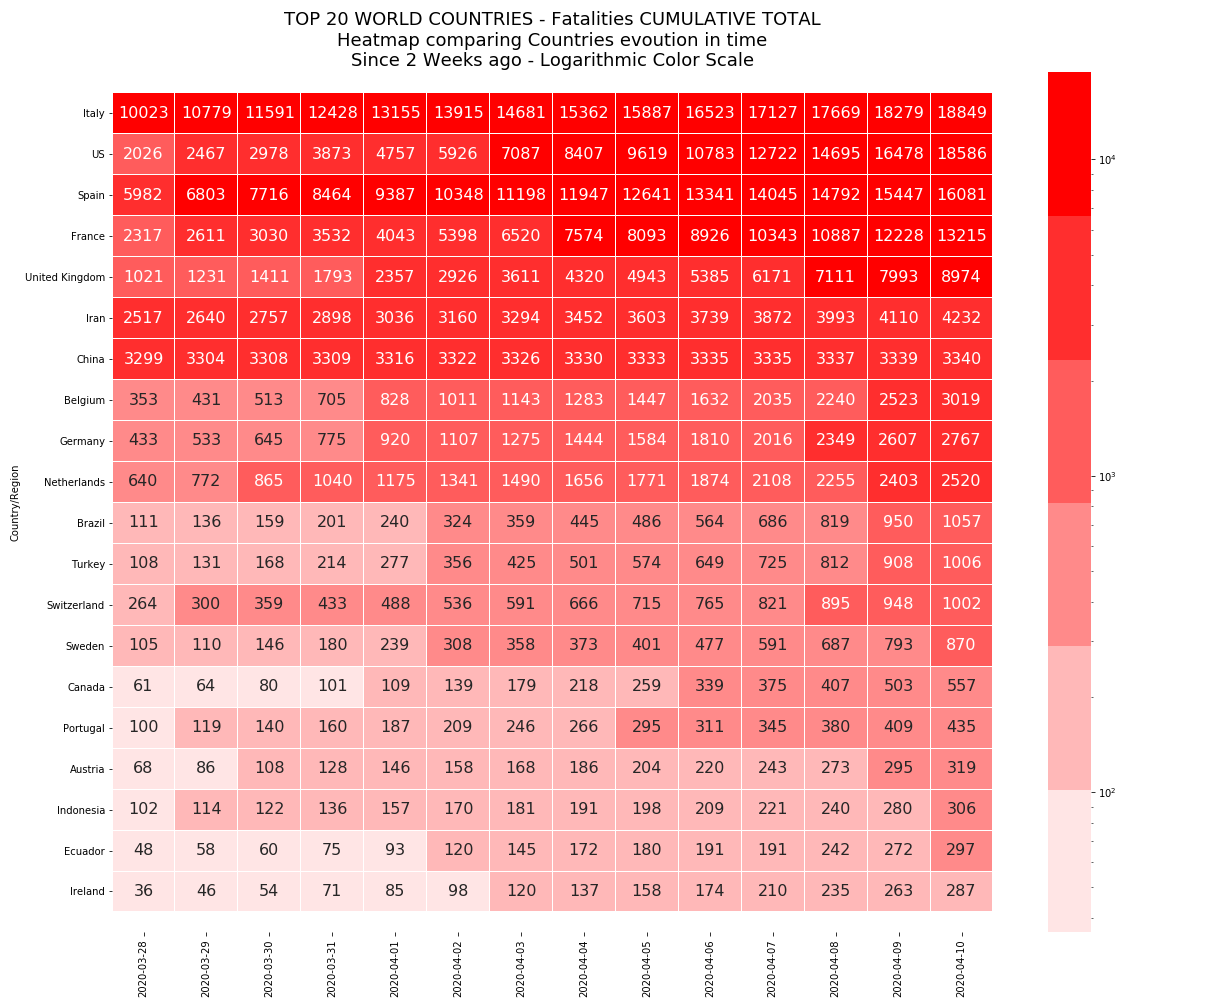 TOP 20 WORLD COUNTRIES - Fatalities CUMULATIVE TOTAL
Heatmap comparing Countries evoution in time
Since 2 Weeks ago - Logarithmic Color Scale
Country/Region
Italy 10023 10779 11591 12428 13155 13915 14681 15362 15887 16523 17127 17669 18279 18849
US 2026 2467 2978 3873 4757 5926 7087 8407 9619 10783 12722 14695 16478 18586
Spain 5982 6803 7716 8464 9387 10348 11198 11947 12641 13341 14045 14792 15447 16081
France 2317 2611 3030 3532 4043 5398 6520 7574 8093 8926 10343 10887 12228 13215
United Kingdom 1021 1231 1411 1793 2357 2926 3611 4320 4943 5385 6171 7111 7993 8974
Iran 2517 2640 2757 2898 3036 3160 3294 3452 3603 3739 3872 3993 4110 4232
China 3299 3304 3308 3309 3316 3322 3326 3330 3333 3335 3335 3337 3339 3340
Belgium 353 431 513 705 828 1011 1143 1283 1447 1632 2035 2240 2523 3019
Germany 433 533 645 775 920 1107 1275 1444 1584 1810 2016 2349 2607 2767
Netherlands 640 772 865 1040 1175 1341 1490 1656 1771 1874 2108 2255 2403 2520
Brazil 111 136 159 201 240 324 359 445 486 564 686 819 950 1057
Turkey 108 131 168 214 277 356 425 501 574 649 725 812 908 1006
Switzerland 264 300 359 433 488 536 591 666 715 765 821 895 948 1002
Sweden 105 110 146 180 239 308 358 373 401 477 591 687 793 870
Canada 61 64 80 101 109 139 179 218 259 339 375 407 503 557
Portugal 100 119 140 160 187 209 246 266 295 311 345 380 409 435
Austria 68 86 108 128 146 158 168 186 204 220 243 273 295 319
Indonesia 102 114 122 136 157 170 181 191 198 209 221 240 280 306
Ecuador 48 58 60 75 93 120 145 172 180 191 191 242 272 297
Ireland 36 46 54 71 85 98 120 137 158 174 210 235 263 287
2020-03-28 2020-03-29 2020-03-30 2020-03-31 2020-04-01 2020-04-02 2020-04-03 2020-04-04 2020-04-05 2020-04-06 2020-04-07 2020-04-08 2020-04-09 2020-04-10
10⁴
10³
10²